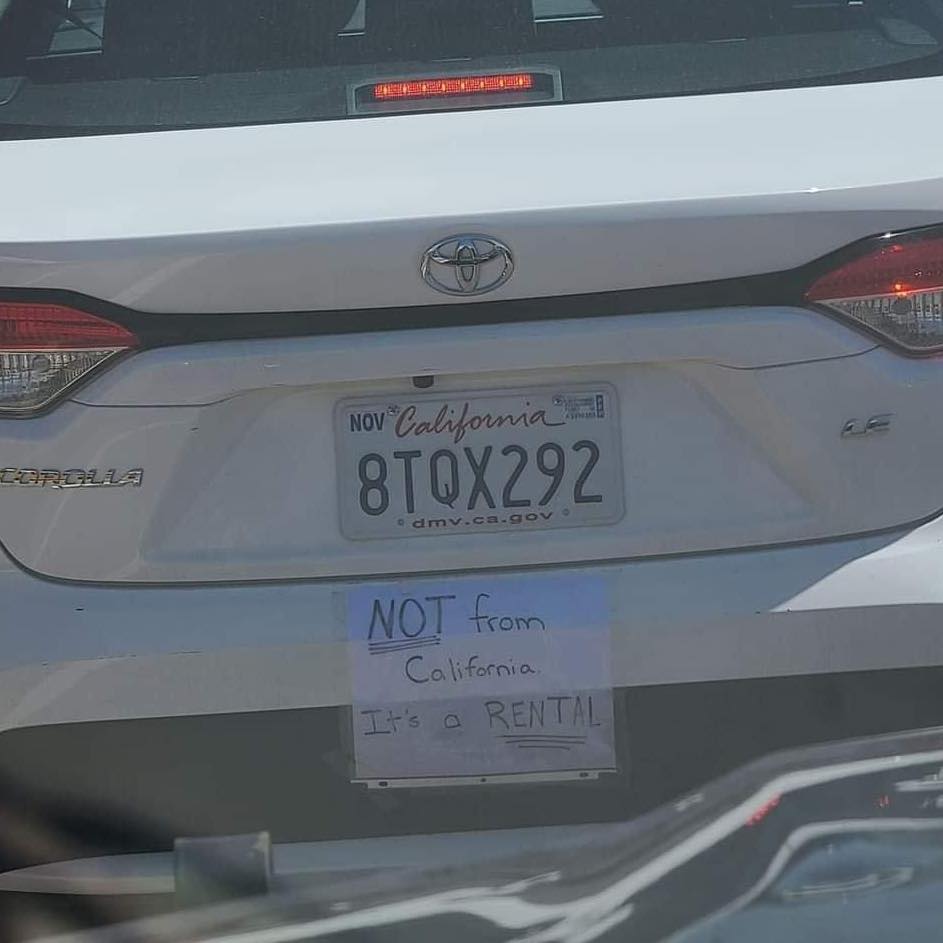 NOV California
8TQX292
dmv.ca.gov
COROLLA
LE
NOT from
California.
It's a RENTAL